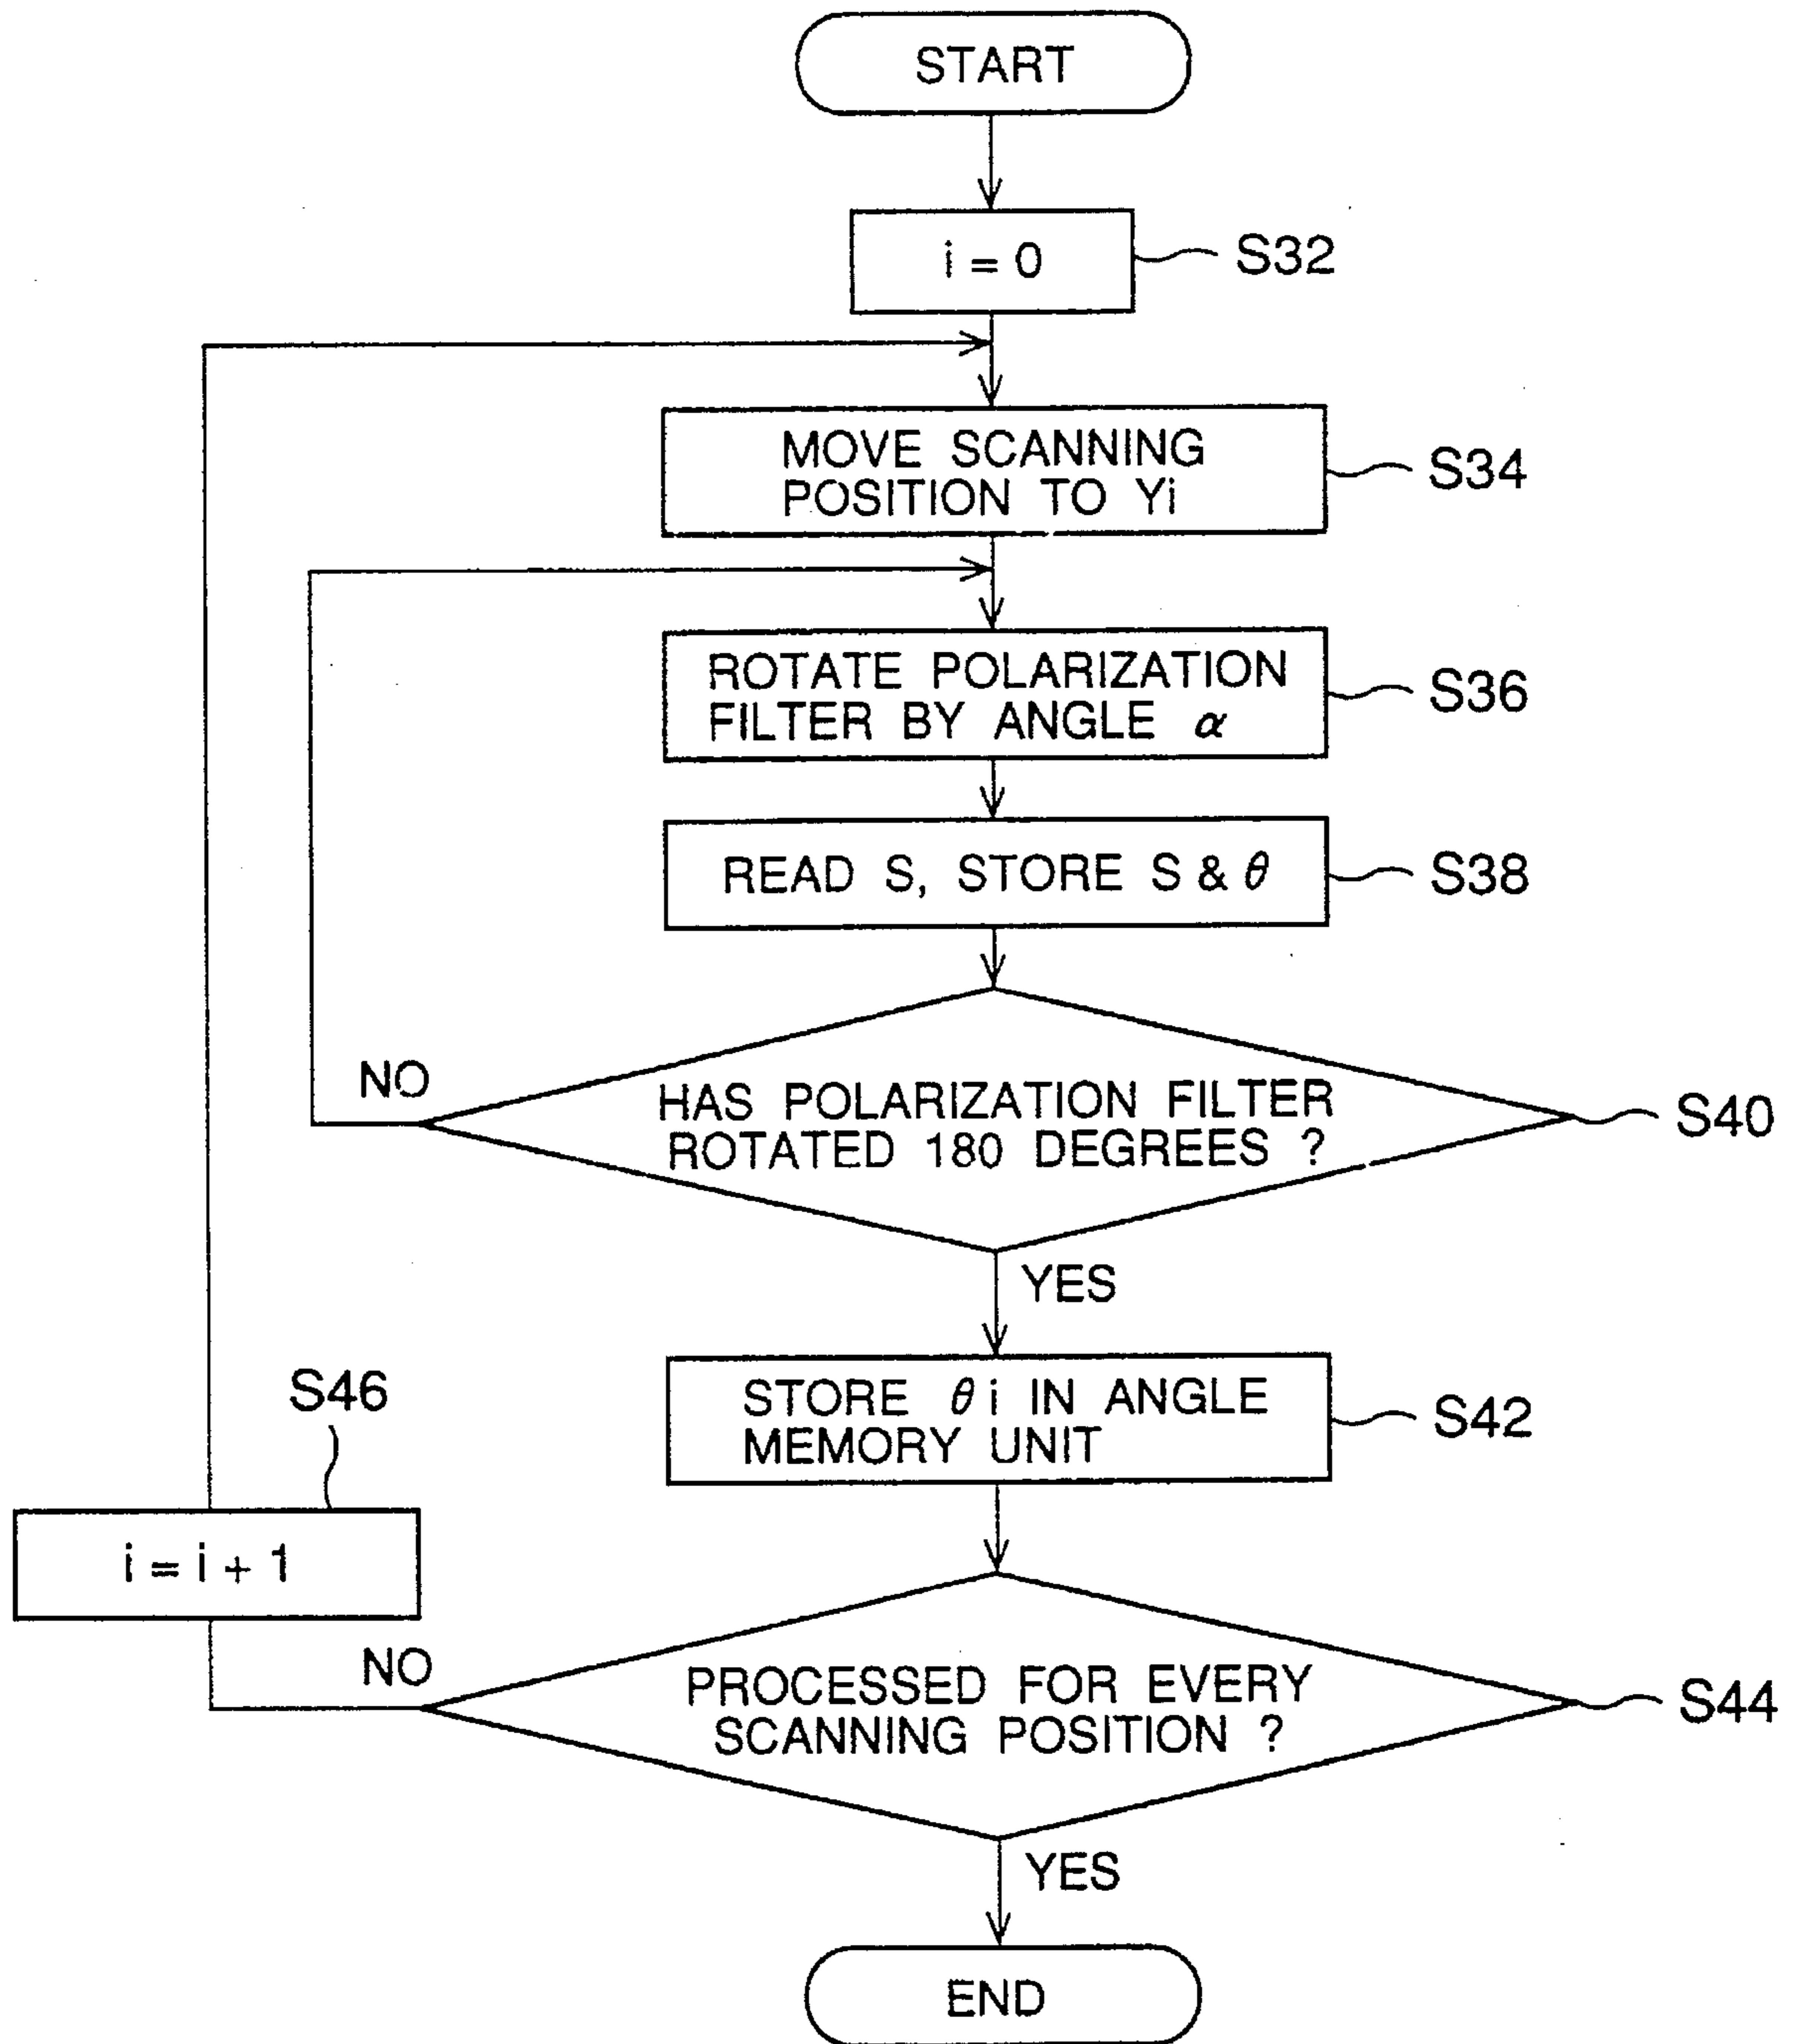 START
i = 0
S32
MOVE SCANNING
POSITION TO Yi
S34
ROTATE POLARIZATION
FILTER BY ANGLE α
S36
READ S, STORE S & θ
S38
NO
HAS POLARIZATION FILTER
ROTATED 180 DEGREES ?
S40
YES
STORE θ i IN ANGLE
MEMORY UNIT
S42
S46
i = i + 1
NO
PROCESSED FOR EVERY
SCANNING POSITION ?
S44
YES
END